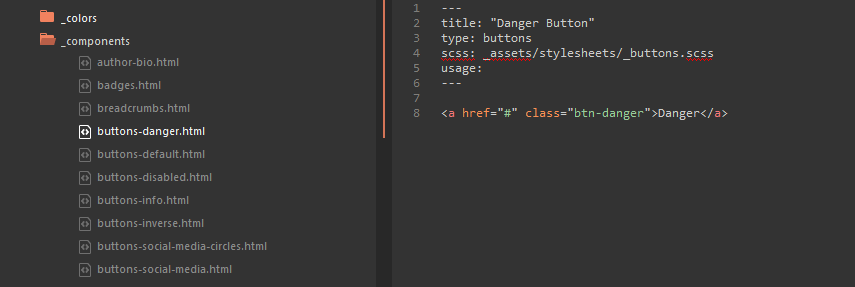 _colors
_components
author-bio.html
badges.html
breadcrumbs.html
buttons-danger.html
buttons-default.html
buttons-disabled.html
buttons-info.html
buttons-inverse.html
buttons-social-media-circles.html
buttons-social-media.html
1 ---
2 title: "Danger Button"
3 type: buttons
4 scss: _assets/stylesheets/_buttons.scss
5 usage:
6 ---
7
8 <a href="#" class="btn-danger">Danger</a>